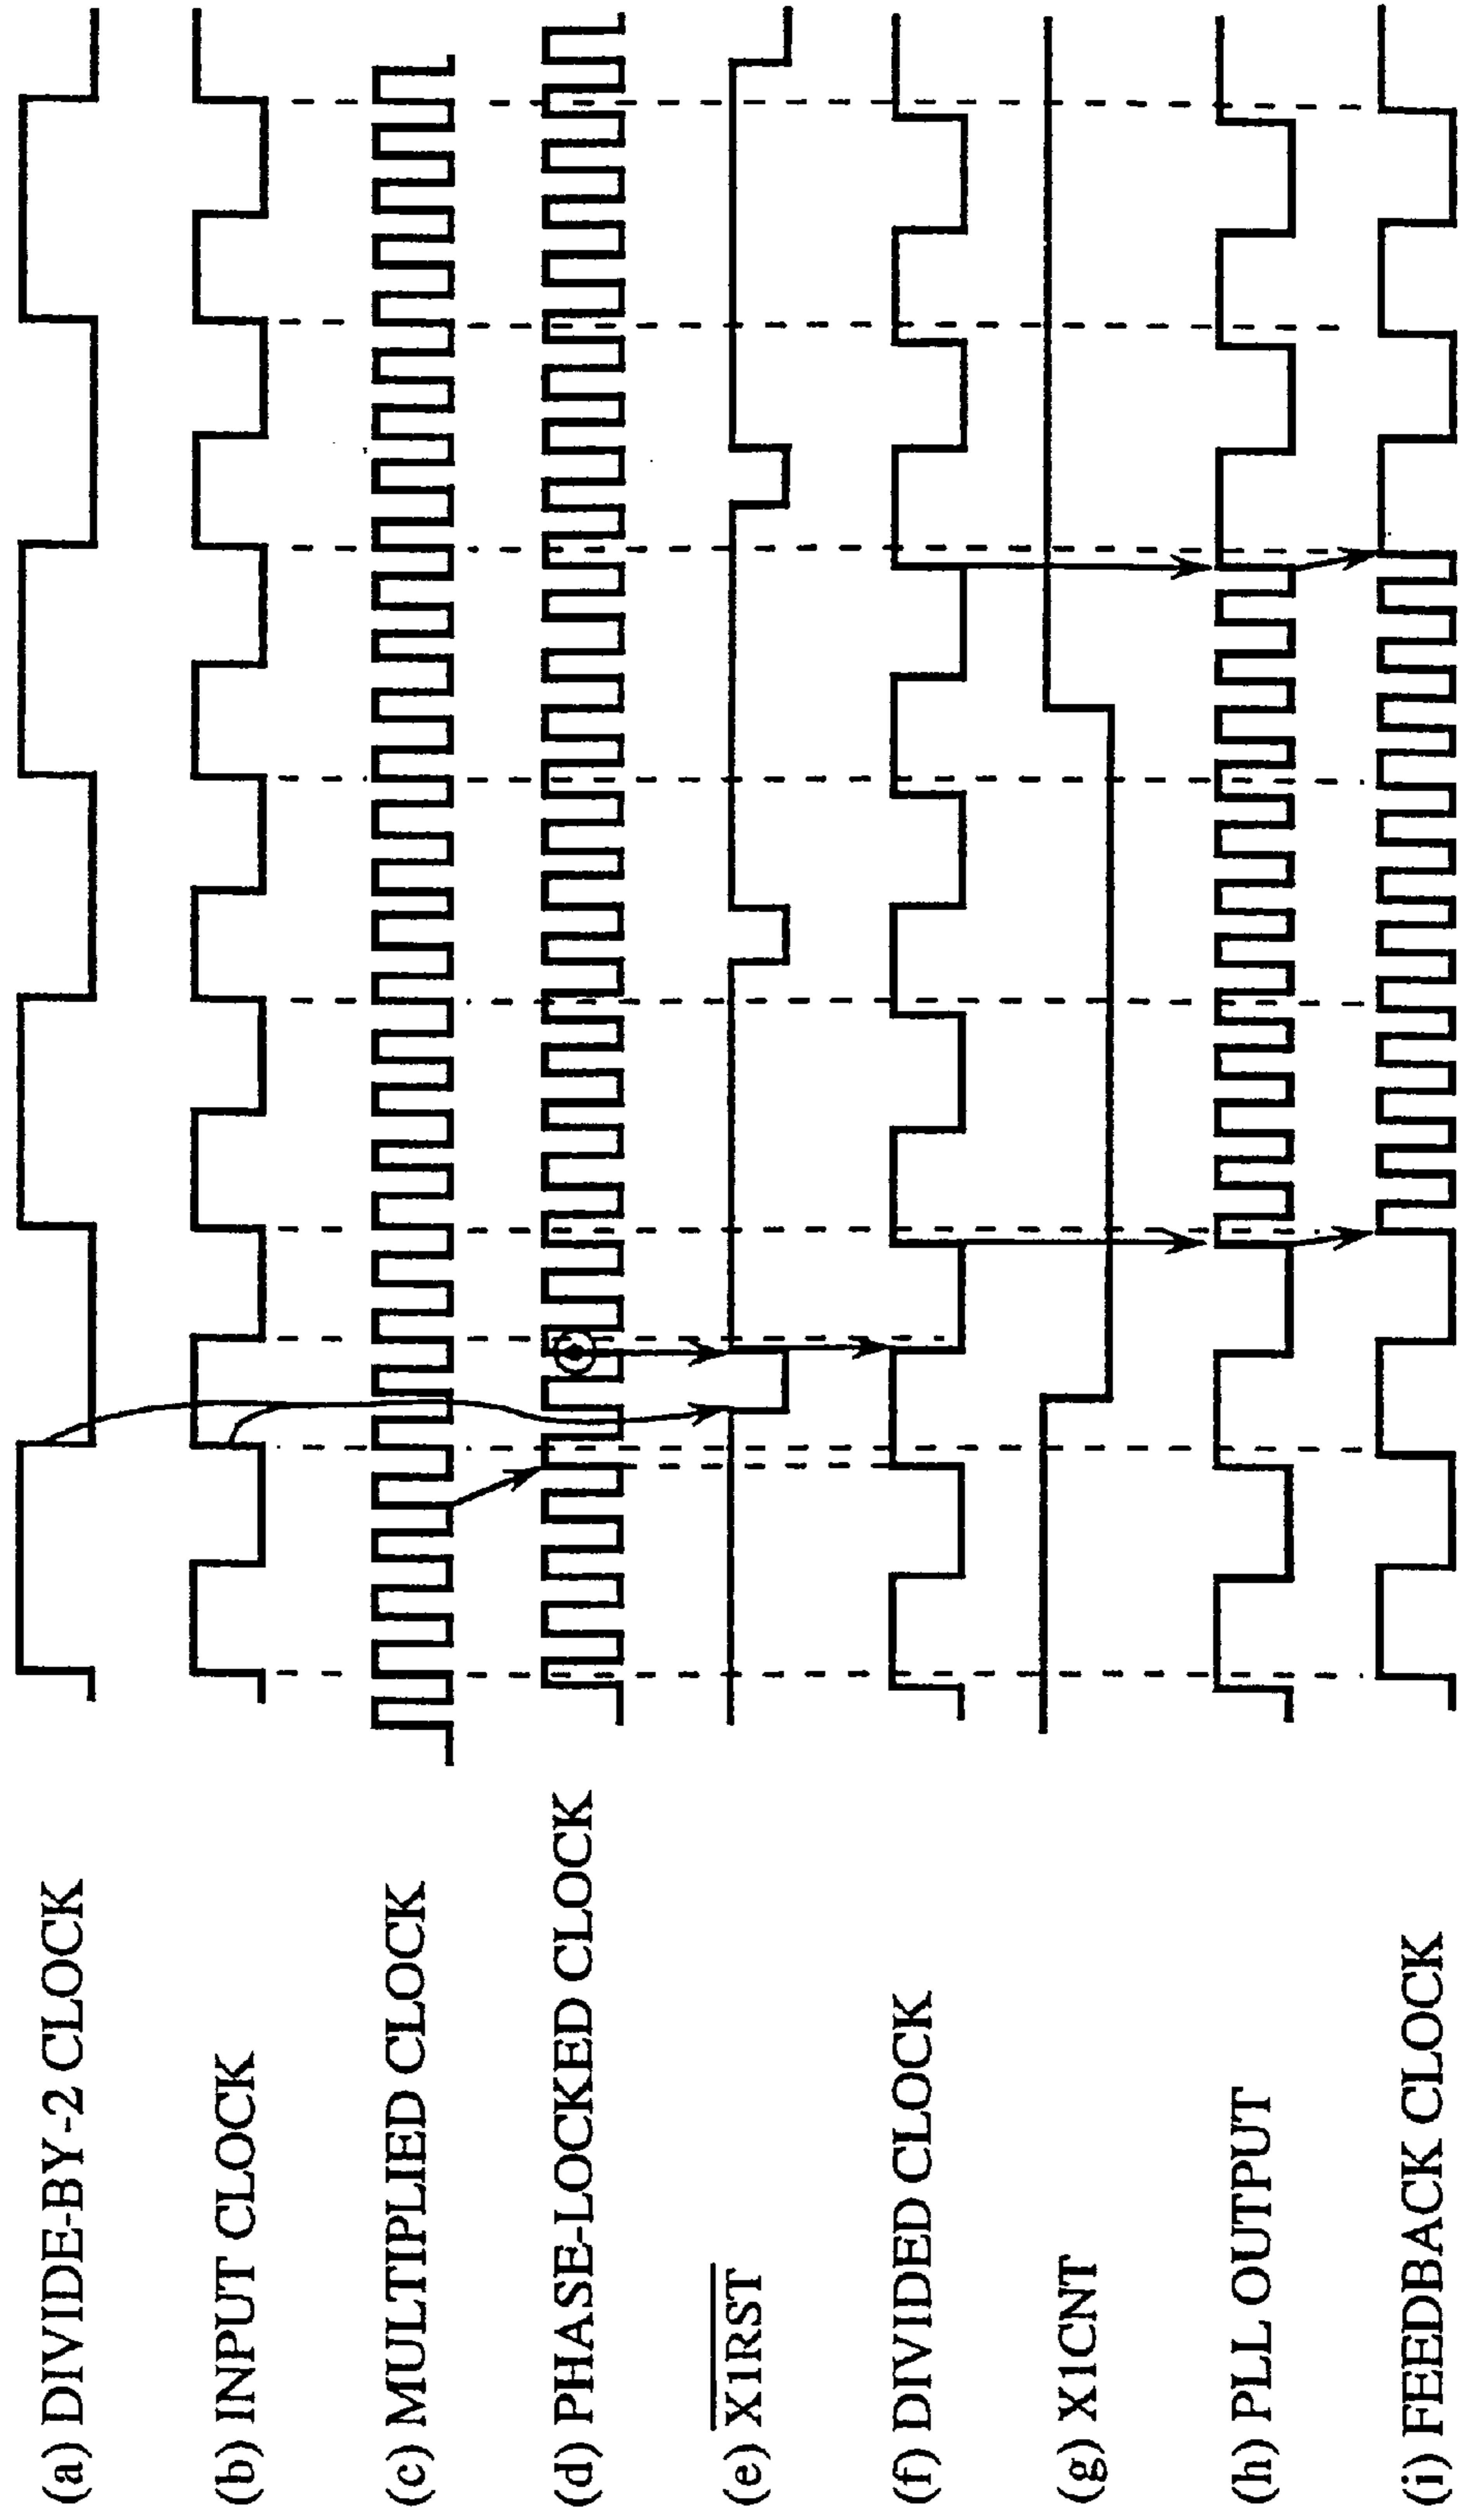 (a) DIVIDE-BY-2 CLOCK
(b) INPUT CLOCK
(c) MULTIPLIED CLOCK
(d) PHASE-LOCKED CLOCK
(e) X1RST
(f) DIVIDED CLOCK
(g) X1CNT
(h) PLL OUTPUT
(i) FEEDBACK CLOCK